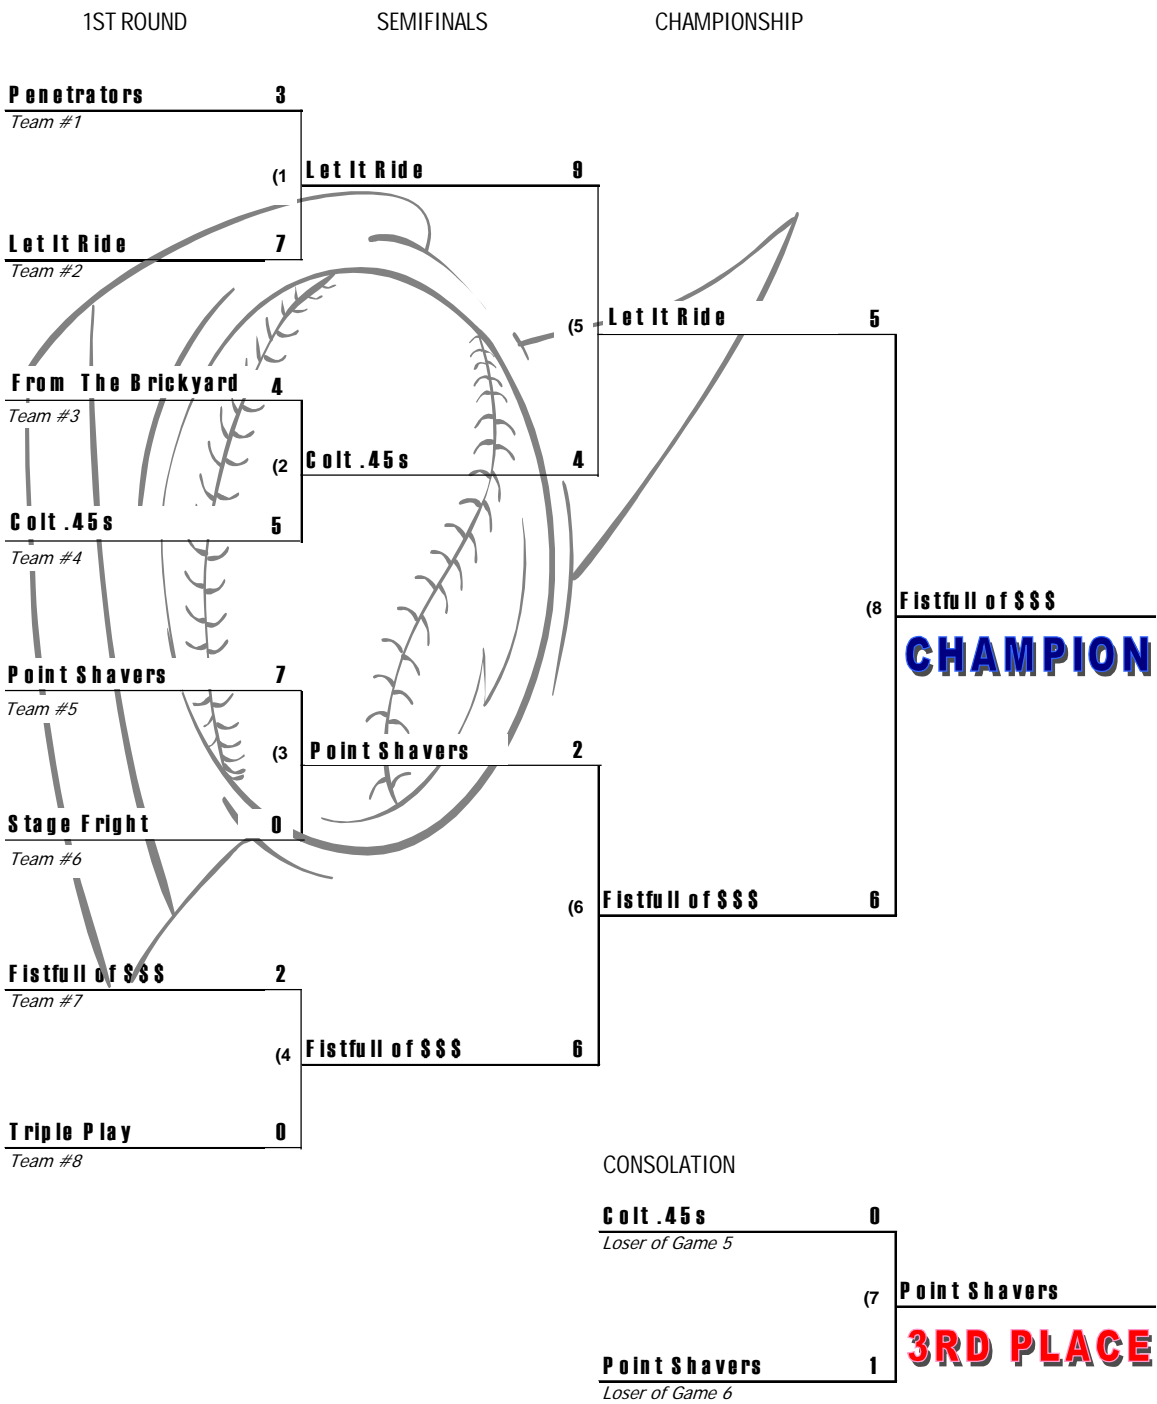 1ST ROUND SEMIFINALS CHAMPIONSHIP
Penetrators 3
Team #1
(1 Let It Ride 9
Let It Ride 7
Team #2
(5 Let It Ride 5
From The Brickyard 4
Team #3
(2 Colt .45s 4
Colt .45s 5
Team #4
(8 Fistfull of $$$
CHAMPION
Point Shavers 7
Team #5
(3 Point Shavers 2
Stage Fright 0
Team #6
(6 Fistfull of $$$ 6
Fistfull of $$$ 2
Team #7
(4 Fistfull of $$$ 6
Triple Play 0
Team #8
CONSOLATION
Colt .45s 0
Loser of Game 5
(7 Point Shavers
3RD PLACE
Point Shavers 1
Loser of Game 6